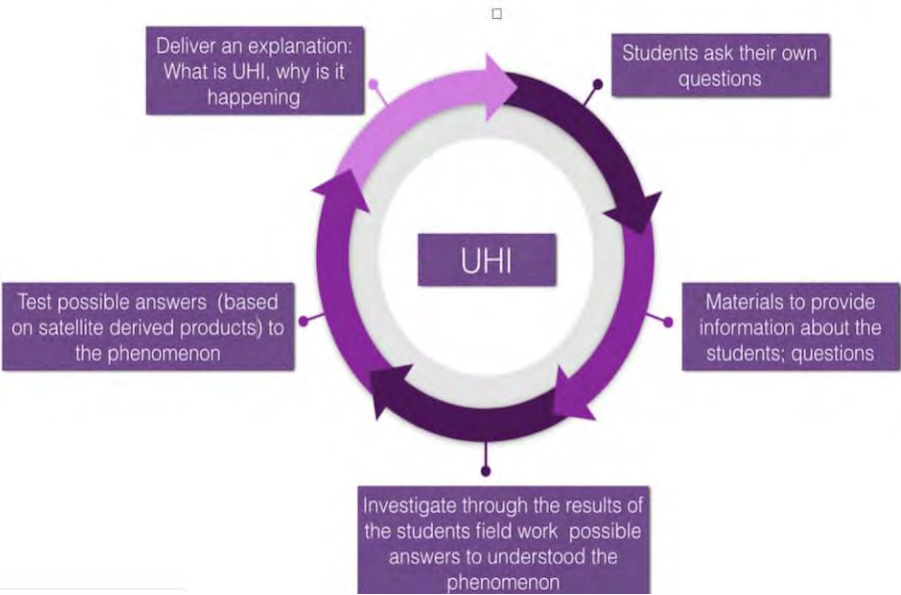 Deliver an explanation:
What is UHI, why is it
happening
Students ask their own
questions
UHI
Test possible answers (based
on satellite derived products) to
the phenomenon
Materials to provide
information about the
students; questions
Investigate through the results of
the students field work possible
answers to understood the
phenomenon